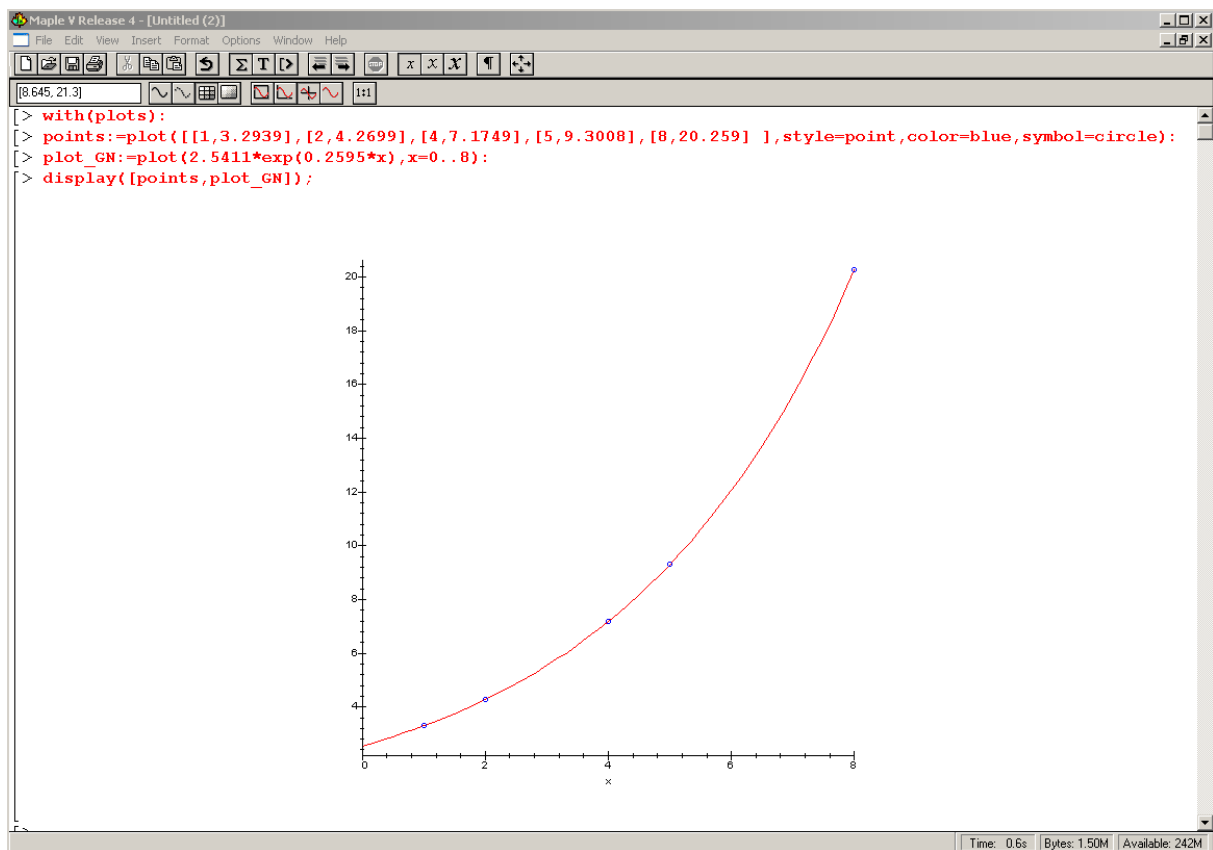 Maple V Release 4 - [Untitled (2)]
File Edit View Insert Format Options Window Help
Σ T [> x x x ¶
[8.645, 21.3] 1:1
[> with(plots):
[> points:=plot([[1,3.2939],[2,4.2699],[4,7.1749],[5,9.3008],[8,20.259] ],style=point,color=blue,symbol=circle):
[> plot_GN:=plot(2.5411*exp(0.2595*x),x=0..8):
[> display([points,plot_GN]);
20
18
16
14
12
10
8
6
4
0 2 4 6 8
x
Time: 0.6s Bytes: 1.50M Available: 242M